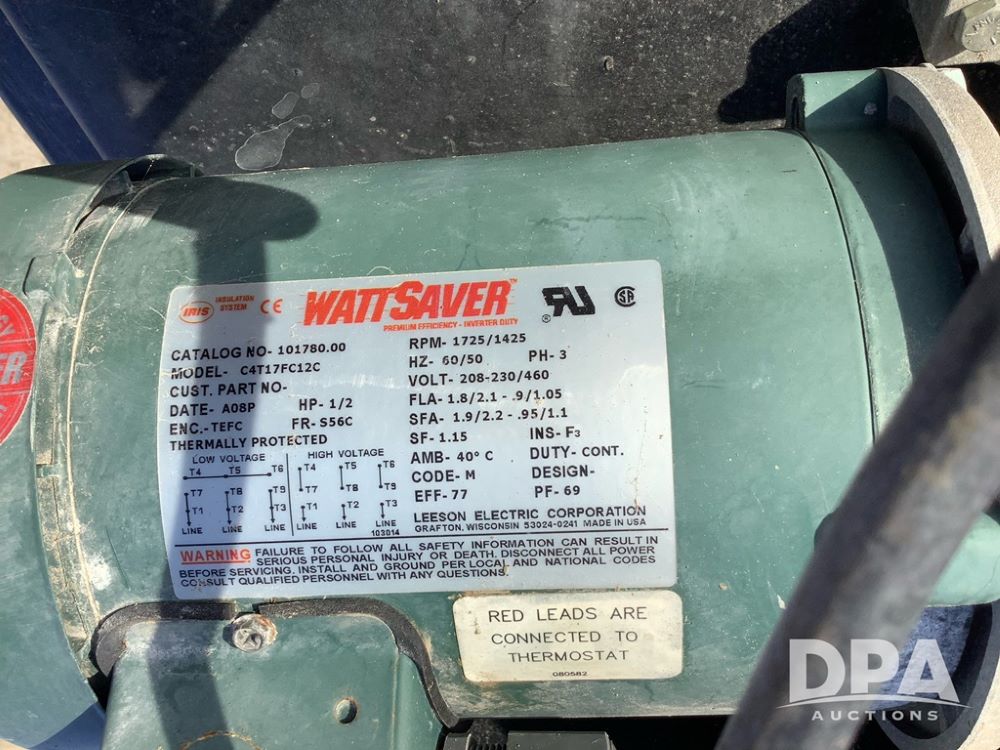 IRIS INSULATION SYSTEM CE
WATTSAVER™
PREMIUM EFFICIENCY - INVERTER DUTY
CATALOG NO- 101780.00
MODEL- C4T17FC12C
CUST. PART NO-
DATE- A08P HP- 1/2
ENC.- TEFC FR- S56C
THERMALLY PROTECTED
RPM- 1725/1425
HZ- 60/50 PH- 3
VOLT- 208-230/460
FLA- 1.8/2.1 - .9/1.05
SFA- 1.9/2.2 - .95/1.1
SF- 1.15 INS- F3
AMB- 40° C DUTY- CONT.
CODE- M DESIGN-
EFF- 77 PF- 69
LOW VOLTAGE HIGH VOLTAGE
T4 T5 T6 T4 T5 T6
T7 T8 T9 T7 T8 T9
T1 T2 T3 T1 T2 T3
LINE LINE LINE LINE LINE LINE
103014
LEESON ELECTRIC CORPORATION
GRAFTON, WISCONSIN 53024-0241 MADE IN USA
WARNING FAILURE TO FOLLOW ALL SAFETY INFORMATION CAN RESULT IN
SERIOUS PERSONAL INJURY OR DEATH. DISCONNECT ALL POWER
BEFORE SERVICING. INSTALL AND GROUND PER LOCAL AND NATIONAL CODES
CONSULT QUALIFIED PERSONNEL WITH ANY QUESTIONS.
RED LEADS ARE
CONNECTED TO
THERMOSTAT
080582
DPA
AUCTIONS